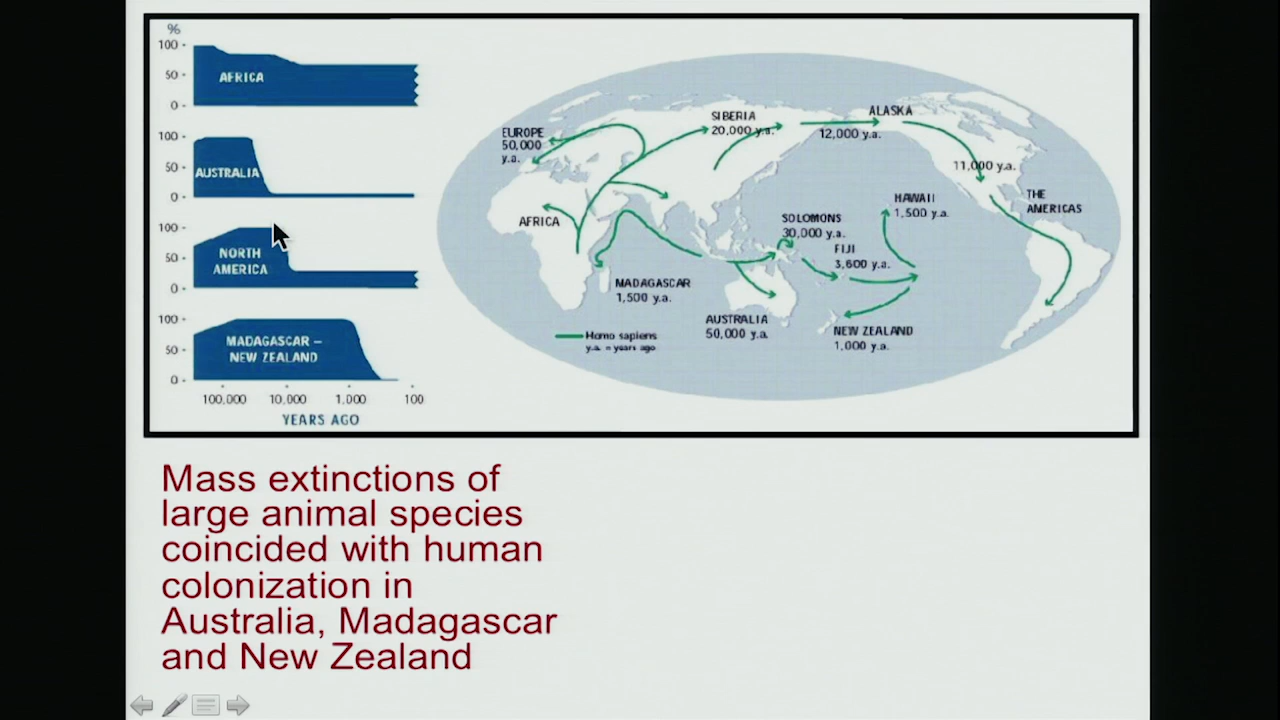 %
100
50
0
AFRICA
100
50
0
AUSTRALIA
100
50
0
NORTH
AMERICA
100
50
0
MADAGASCAR –
NEW ZEALAND
100,000 10,000 1,000 100
YEARS AGO
EUROPE
50,000
y.a.
SIBERIA
20,000 y.a.
ALASKA
12,000 y.a.
11,000 y.a.
THE
AMERICAS
AFRICA
HAWAII
1,500 y.a.
SOLOMONS
30,000 y.a.
FIJI
3,600 y.a.
MADAGASCAR
1,500 y.a.
AUSTRALIA
50,000 y.a.
NEW ZEALAND
1,000 y.a.
Homo sapiens
y.a. = years ago
Mass extinctions of
large animal species
coincided with human
colonization in
Australia, Madagascar
and New Zealand